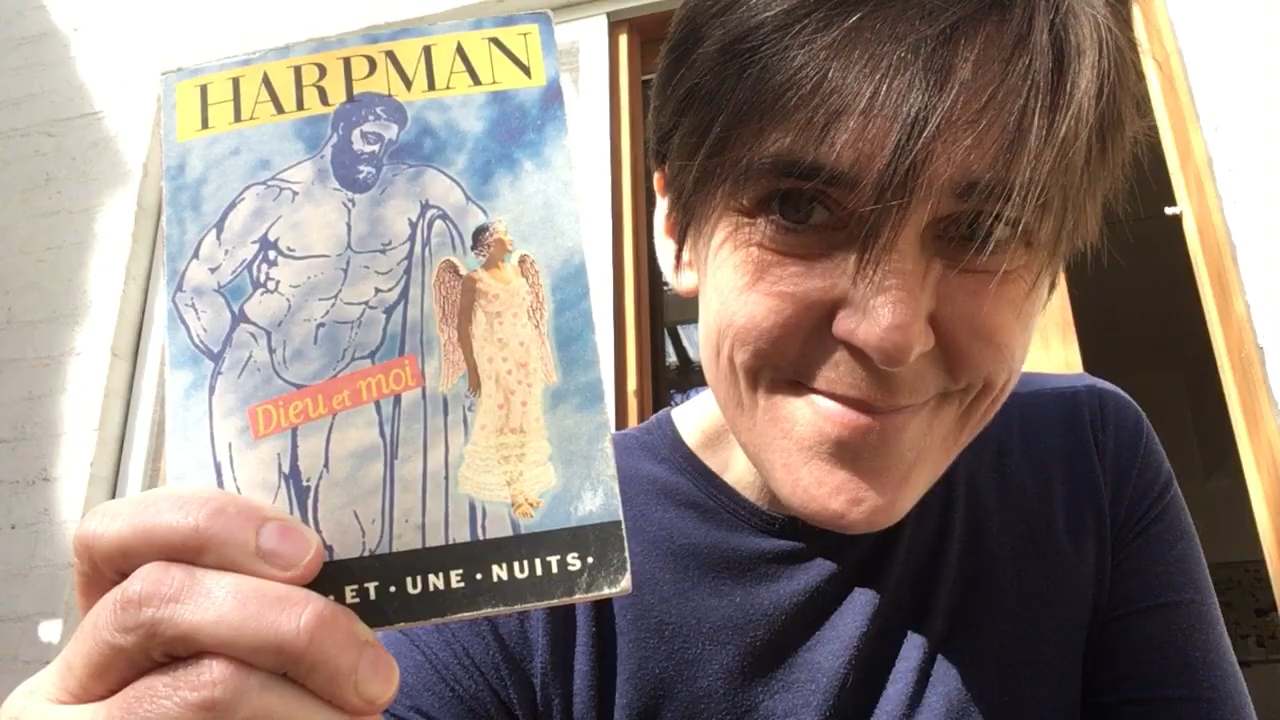 HARPMAN
Dieu et moi
· ET · UNE · NUITS ·